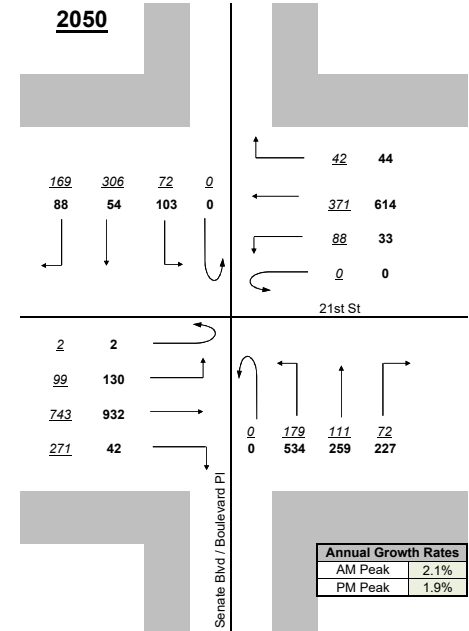 2050
42 44
169 306 72 0
88 54 103 0
371 614
88 33
0 0
21st St
2 2
99 130
743 932
271 42
0 179 111 72
0 534 259 227
Senate Blvd / Boulevard Pl
Annual Growth Rates
AM Peak 2.1%
PM Peak 1.9%